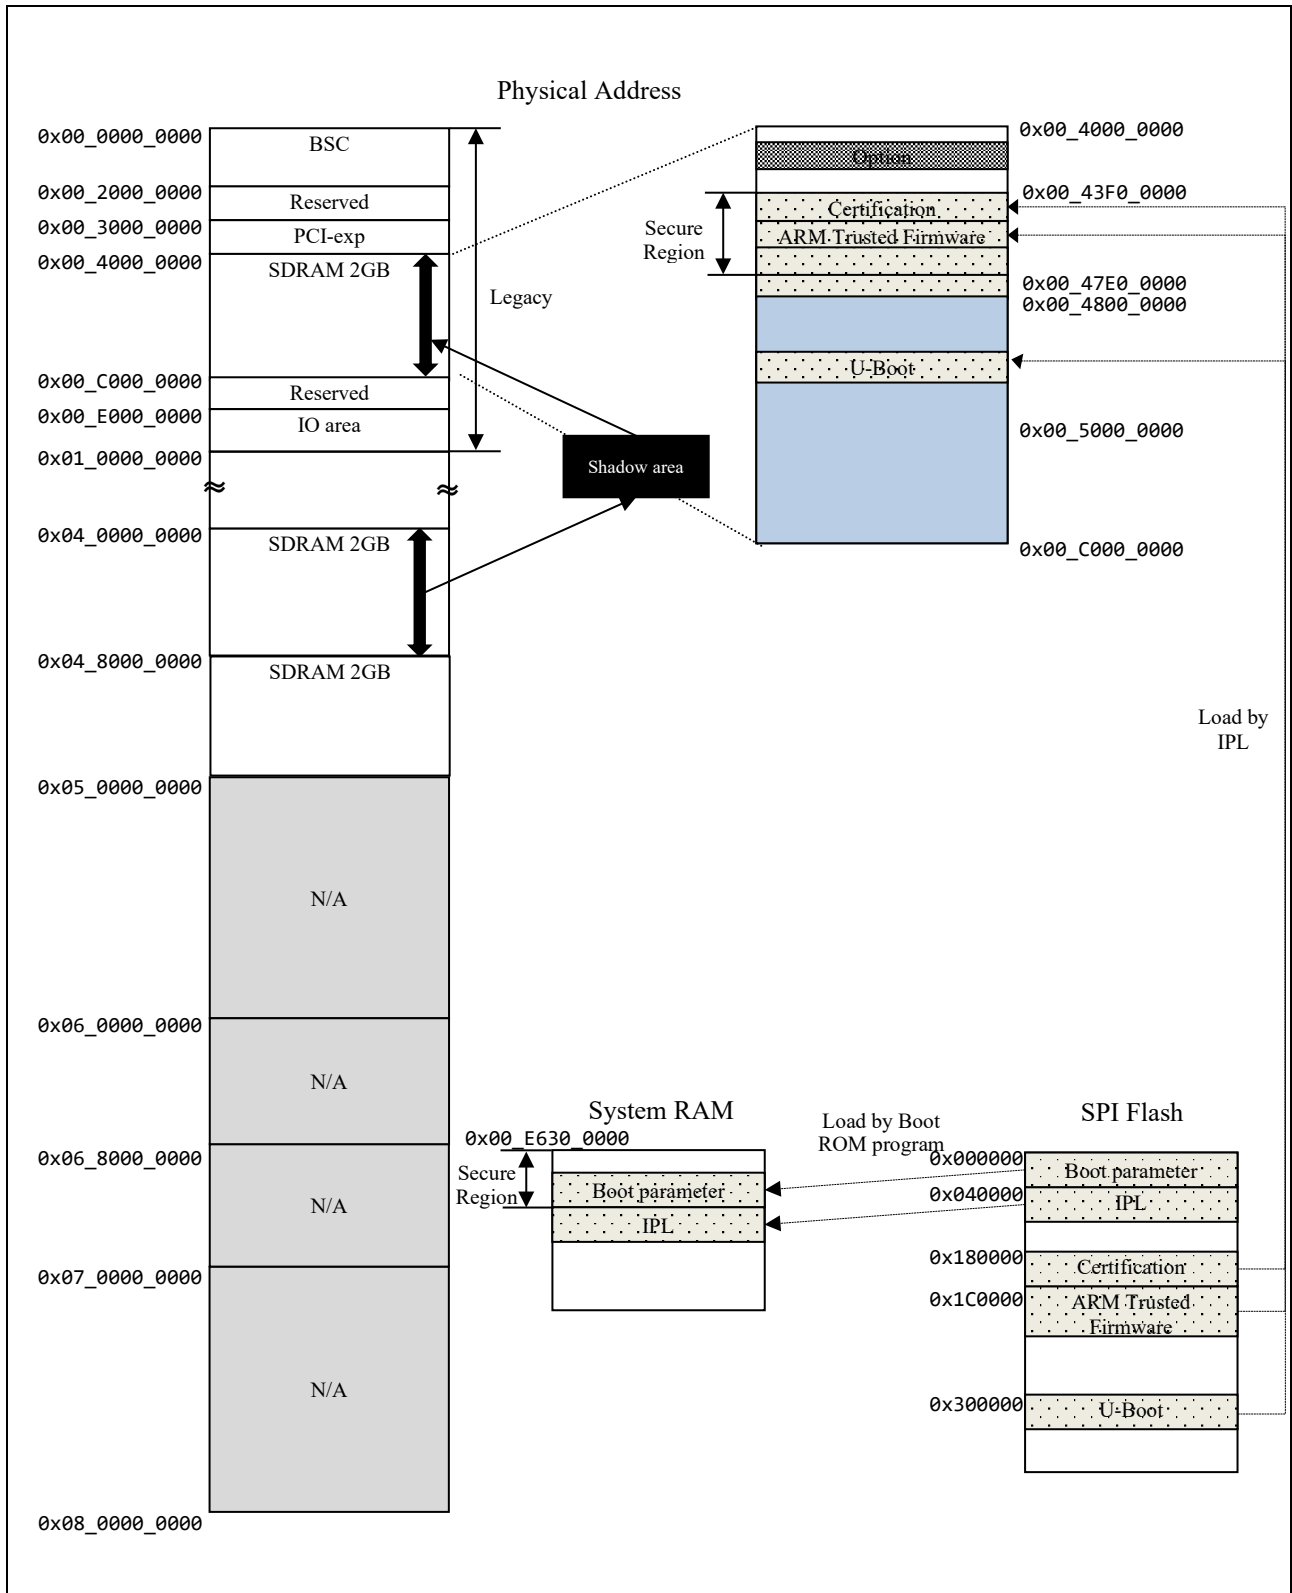 Physical Address
0x00_0000_0000
BSC
0x00_2000_0000
Reserved
0x00_3000_0000
PCI-exp
0x00_4000_0000
SDRAM 2GB
Legacy
0x00_C000_0000
Reserved
0x00_E000_0000
IO area
0x01_0000_0000
Shadow area
0x04_0000_0000
SDRAM 2GB
0x04_8000_0000
SDRAM 2GB
0x05_0000_0000
N/A
0x06_0000_0000
N/A
0x06_8000_0000
N/A
0x07_0000_0000
N/A
0x08_0000_0000
0x00_4000_0000
Option
0x00_43F0_0000
Secure
Region
Certification
ARM Trusted Firmware
0x00_47E0_0000
0x00_4800_0000
U-Boot
0x00_5000_0000
0x00_C000_0000
Load by
IPL
System RAM
0x00_E630_0000
Secure
Region
Boot parameter
IPL
Load by Boot
ROM program
SPI Flash
0x000000
Boot parameter
0x040000
IPL
0x180000
Certification
0x1C0000
ARM Trusted
Firmware
0x300000
U-Boot